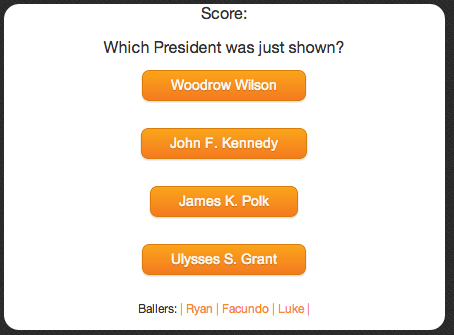 Score:
Which President was just shown?
Woodrow Wilson
John F. Kennedy
James K. Polk
Ulysses S. Grant
Ballers: | Ryan | Facundo | Luke |